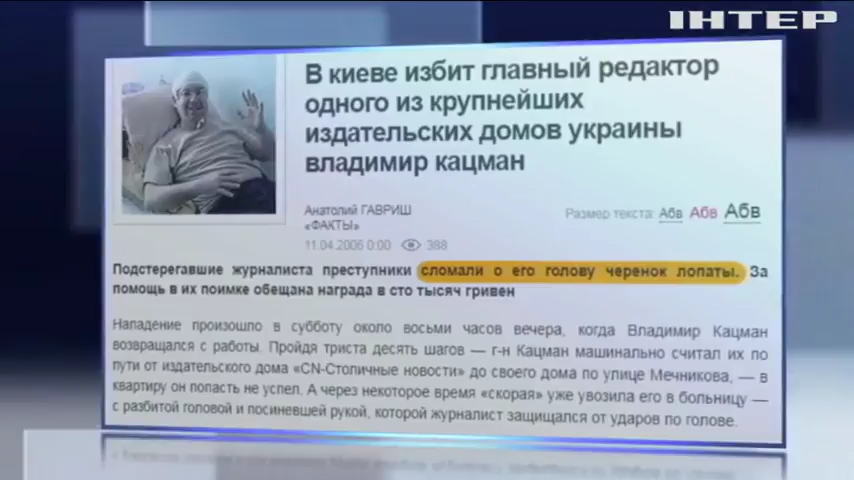 ІНТЕР
В киеве избит главный редактор
одного из крупнейших
издательских домов украины
владимир кацман
Анатолий ГАВРИШ
«ФАКТЫ»
11.04.2006 0:00 388
Размер текста: Абв Абв Абв
Подстерегавшие журналиста преступники сломали о его голову черенок лопаты. За
помощь в их поимке обещана награда в сто тысяч гривен
Нападение произошло в субботу около восьми часов вечера, когда Владимир Кацман
возвращался с работы. Пройдя триста десять шагов — г-н Кацман машинально считал их по
пути от издательского дома «CN-Столичные новости» до своего дома по улице Мечникова, — в
квартиру он попасть не успел. А через некоторое время «скорая» уже увозила его в больницу —
с разбитой головой и посиневшей рукой, которой журналист защищался от ударов по голове.